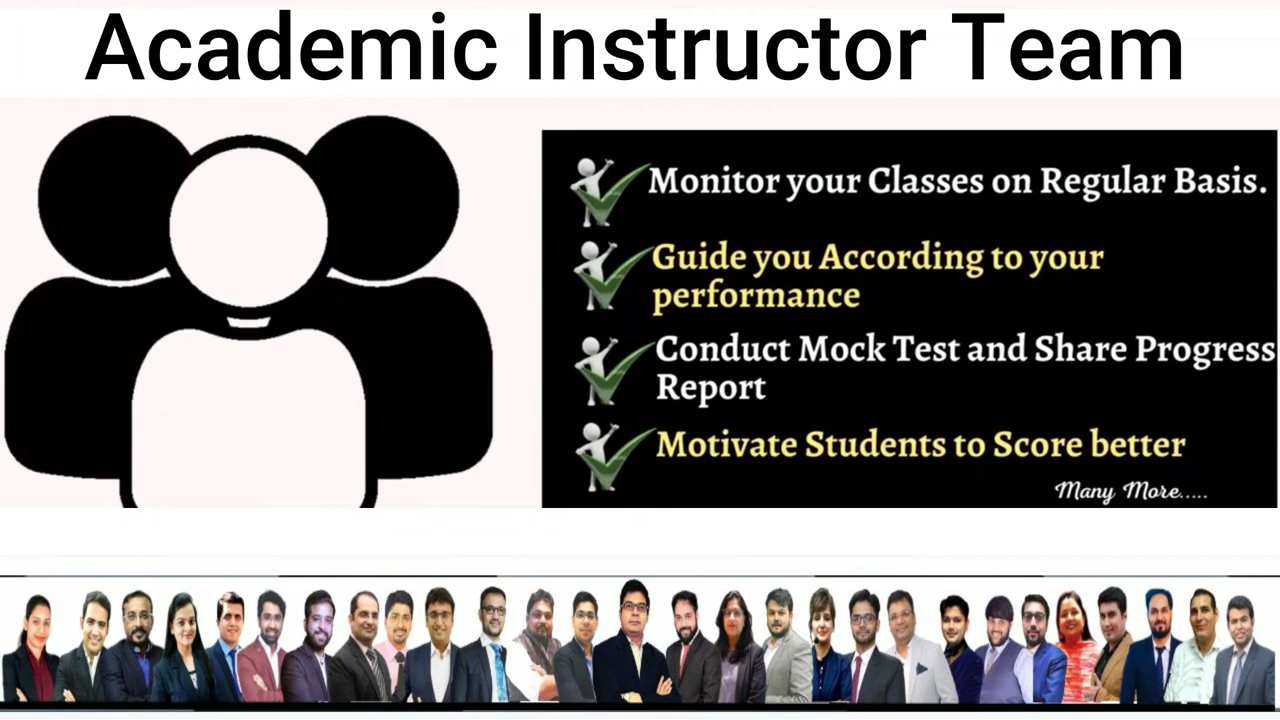 Academic Instructor Team
Monitor your Classes on Regular Basis.
Guide you According to your
performance
Conduct Mock Test and Share Progress
Report
Motivate Students to Score better
Many More.....